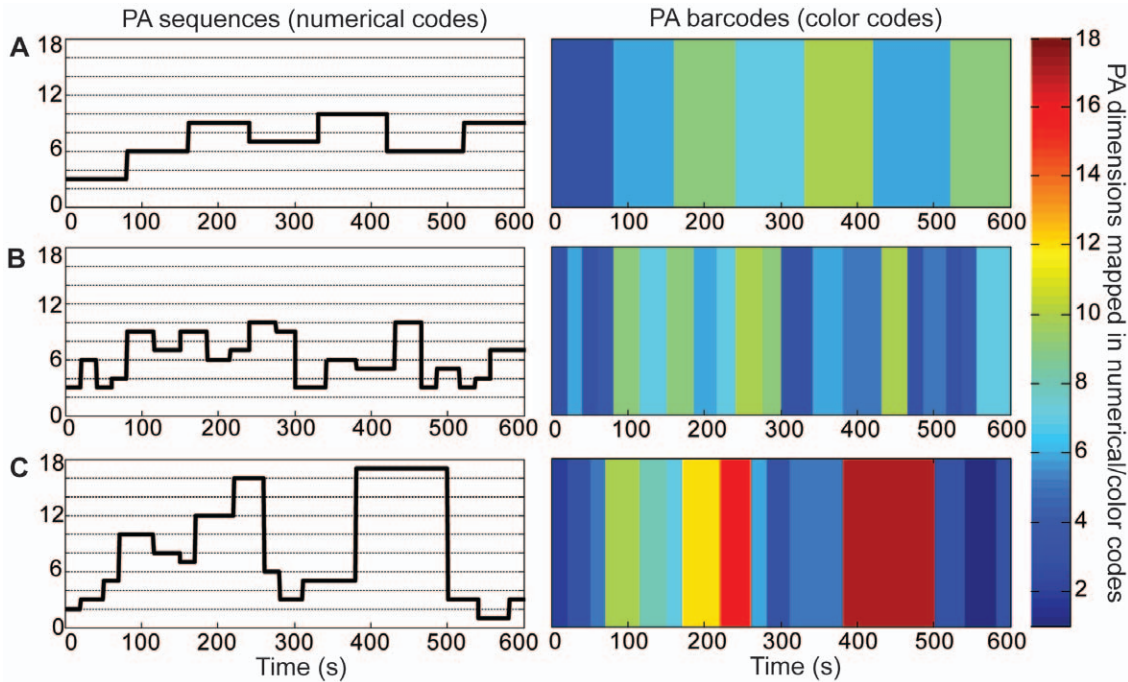 PA sequences (numerical codes)
PA barcodes (color codes)
A
18
12
6
0
0 100 200 300 400 500 600
0 100 200 300 400 500 600
B
18
12
6
0
0 100 200 300 400 500 600
0 100 200 300 400 500 600
C
18
12
6
0
0 100 200 300 400 500 600
Time (s)
0 100 200 300 400 500 600
Time (s)
18
16
14
12
10
8
6
4
2
PA dimensions mapped in numerical/color codes